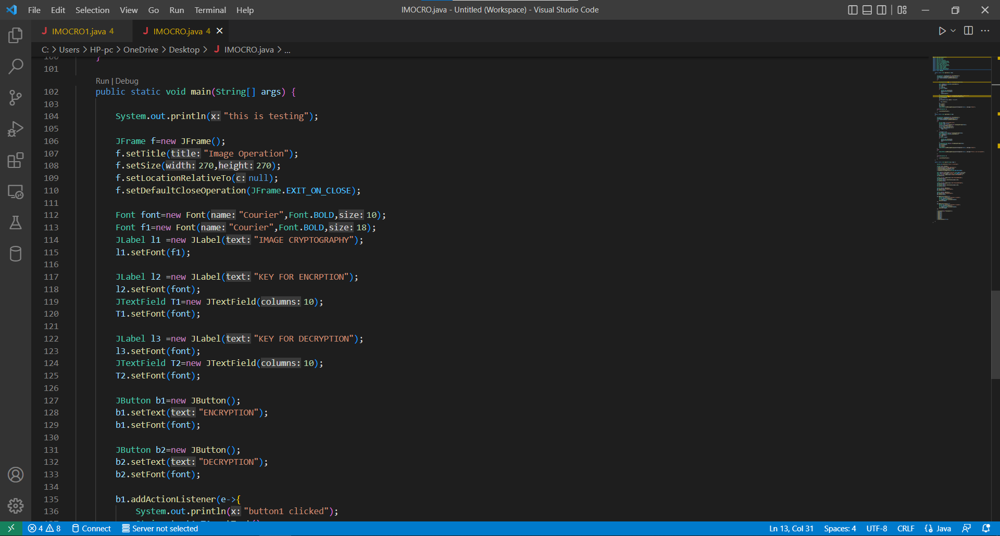 File Edit Selection View Go Run Terminal Help
IMOCRO.java - Untitled (Workspace) - Visual Studio Code
J IMOCRO1.java 4
J IMOCRO.java 4
C: > Users > HP-pc > OneDrive > Desktop > J IMOCRO.java > ...
100 }
101
Run | Debug
102 public static void main(String[] args) {
103
104 System.out.println(x: "this is testing");
105
106 JFrame f=new JFrame();
107 f.setTitle(title: "Image Operation");
108 f.setSize(width: 270,height: 270);
109 f.setLocationRelativeTo(c: null);
110 f.setDefaultCloseOperation(JFrame.EXIT_ON_CLOSE);
111
112 Font font=new Font(name: "Courier",Font.BOLD,size: 10);
113 Font f1=new Font(name: "Courier",Font.BOLD,size: 18);
114 JLabel l1 =new JLabel(text: "IMAGE CRYPTOGRAPHY");
115 l1.setFont(f1);
116
117 JLabel l2 =new JLabel(text: "KEY FOR ENCRPTION");
118 l2.setFont(font);
119 JTextField T1=new JTextField(columns: 10);
120 T1.setFont(font);
121
122 JLabel l3 =new JLabel(text: "KEY FOR DECRYPTION");
123 l3.setFont(font);
124 JTextField T2=new JTextField(columns: 10);
125 T2.setFont(font);
126
127 JButton b1=new JButton();
128 b1.setText(text: "ENCRYPTION");
129 b1.setFont(font);
130
131 JButton b2=new JButton();
132 b2.setText(text: "DECRYPTION");
133 b2.setFont(font);
134
135 b1.addActionListener(e->{
136 System.out.println(x: "button1 clicked");
4 8 Connect Server not selected
Ln 13, Col 31 Spaces: 4 UTF-8 CRLF Java